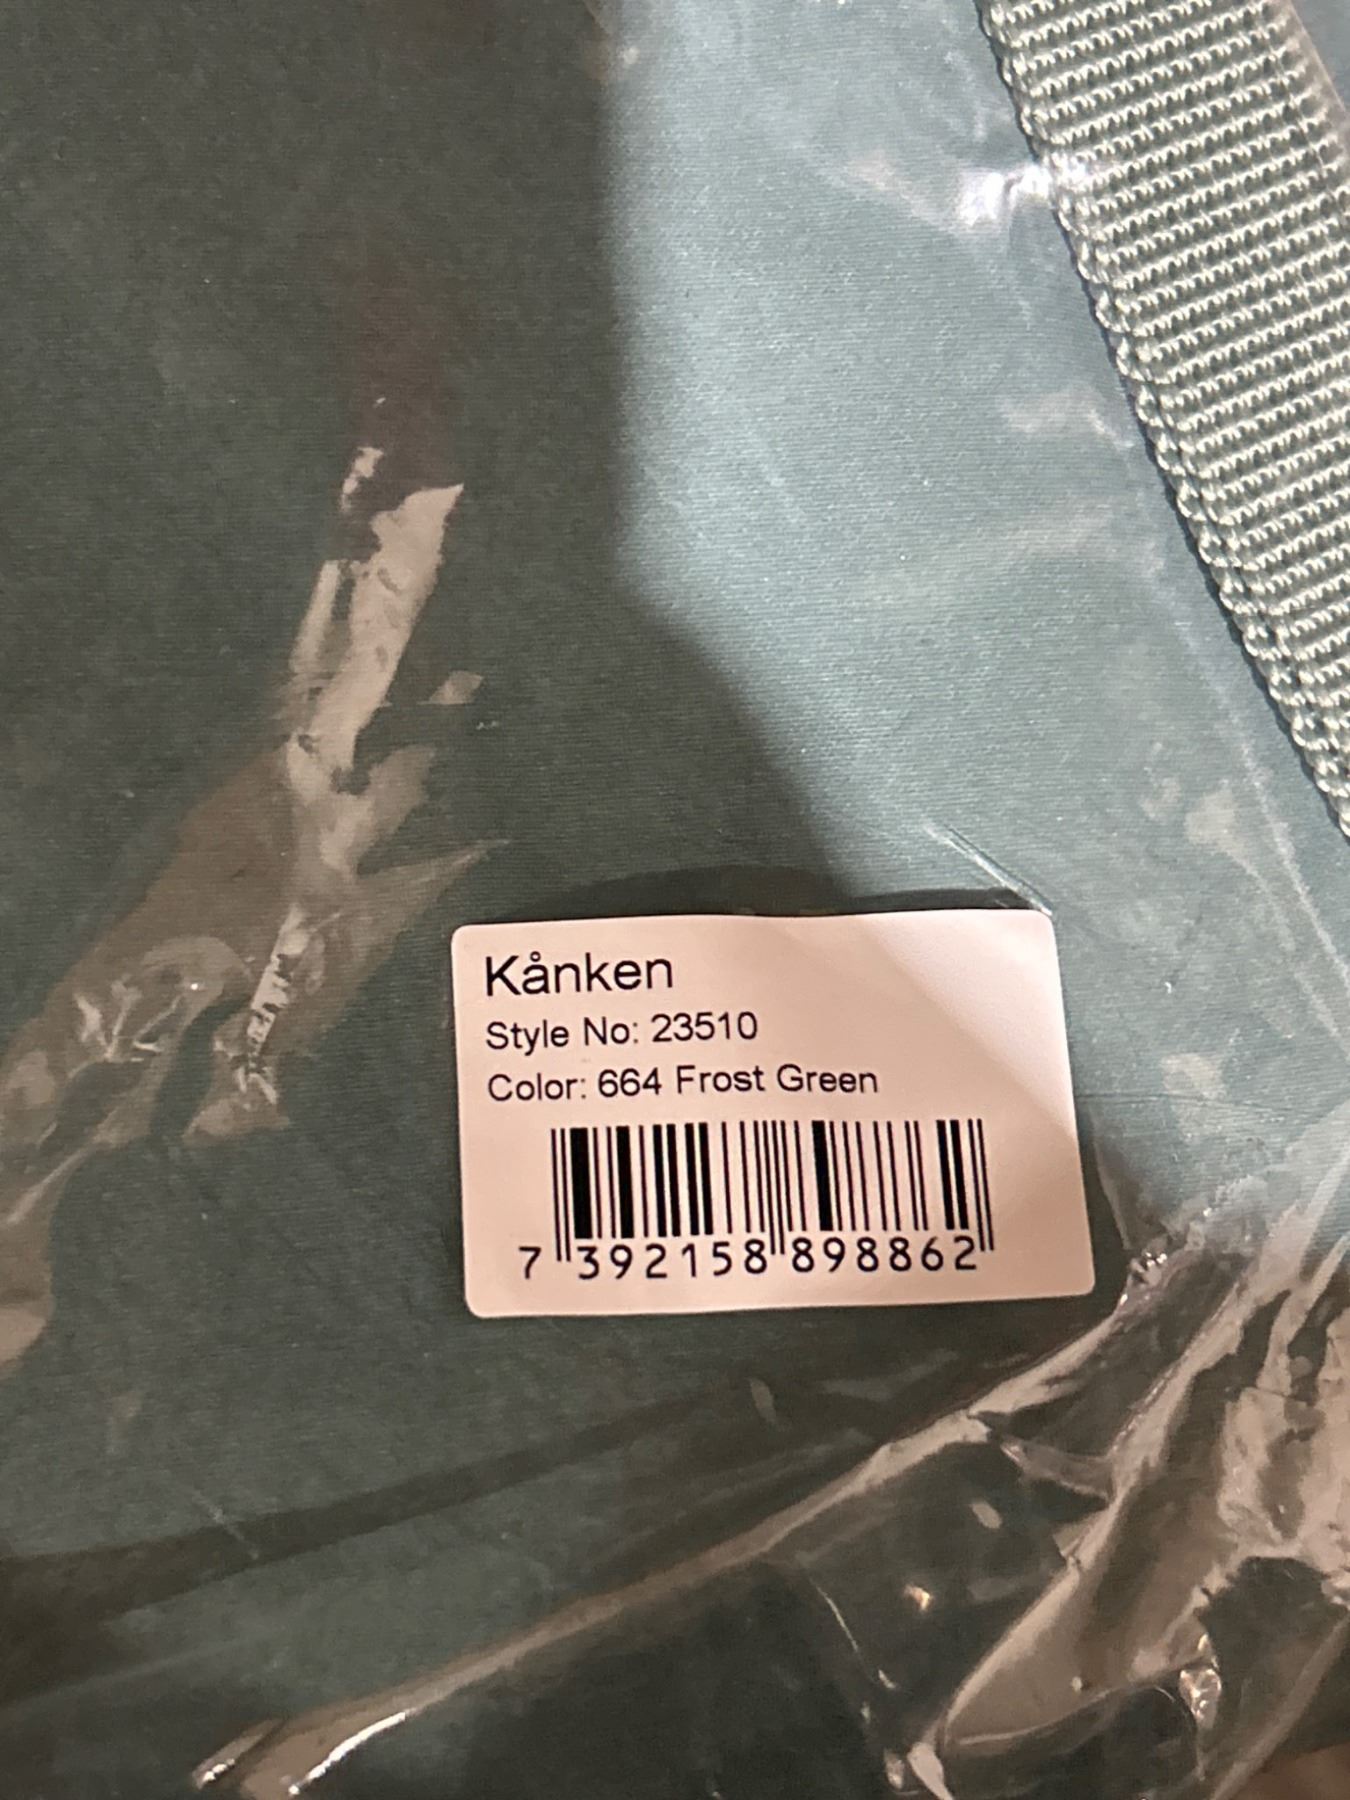 Kånken
Style No: 23510
Color: 664 Frost Green
7 392158 898862